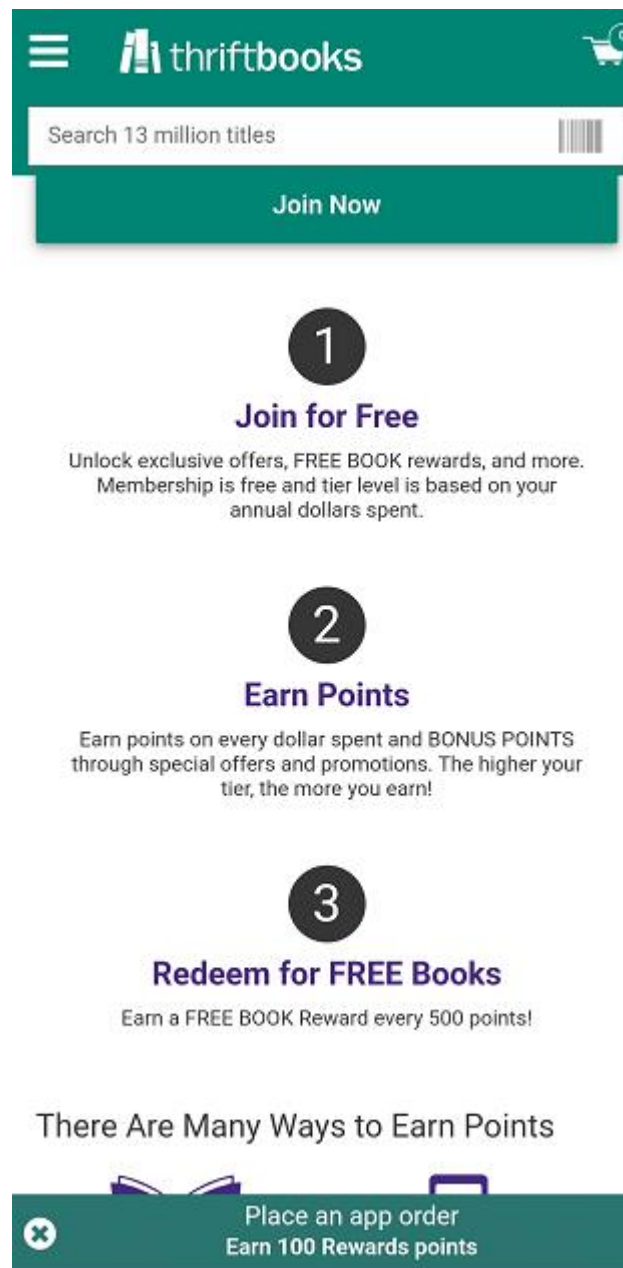 thriftbooks
Search 13 million titles
Join Now
1
Join for Free
Unlock exclusive offers, FREE BOOK rewards, and more.
Membership is free and tier level is based on your
annual dollars spent.
2
Earn Points
Earn points on every dollar spent and BONUS POINTS
through special offers and promotions. The higher your
tier, the more you earn!
3
Redeem for FREE Books
Earn a FREE BOOK Reward every 500 points!
There Are Many Ways to Earn Points
Place an app order
Earn 100 Rewards points